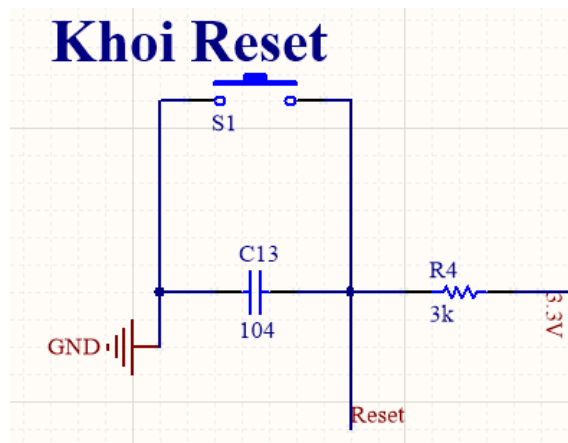 Khoi Reset
S1
C13
104
R4
3k
3.3V
GND
Reset